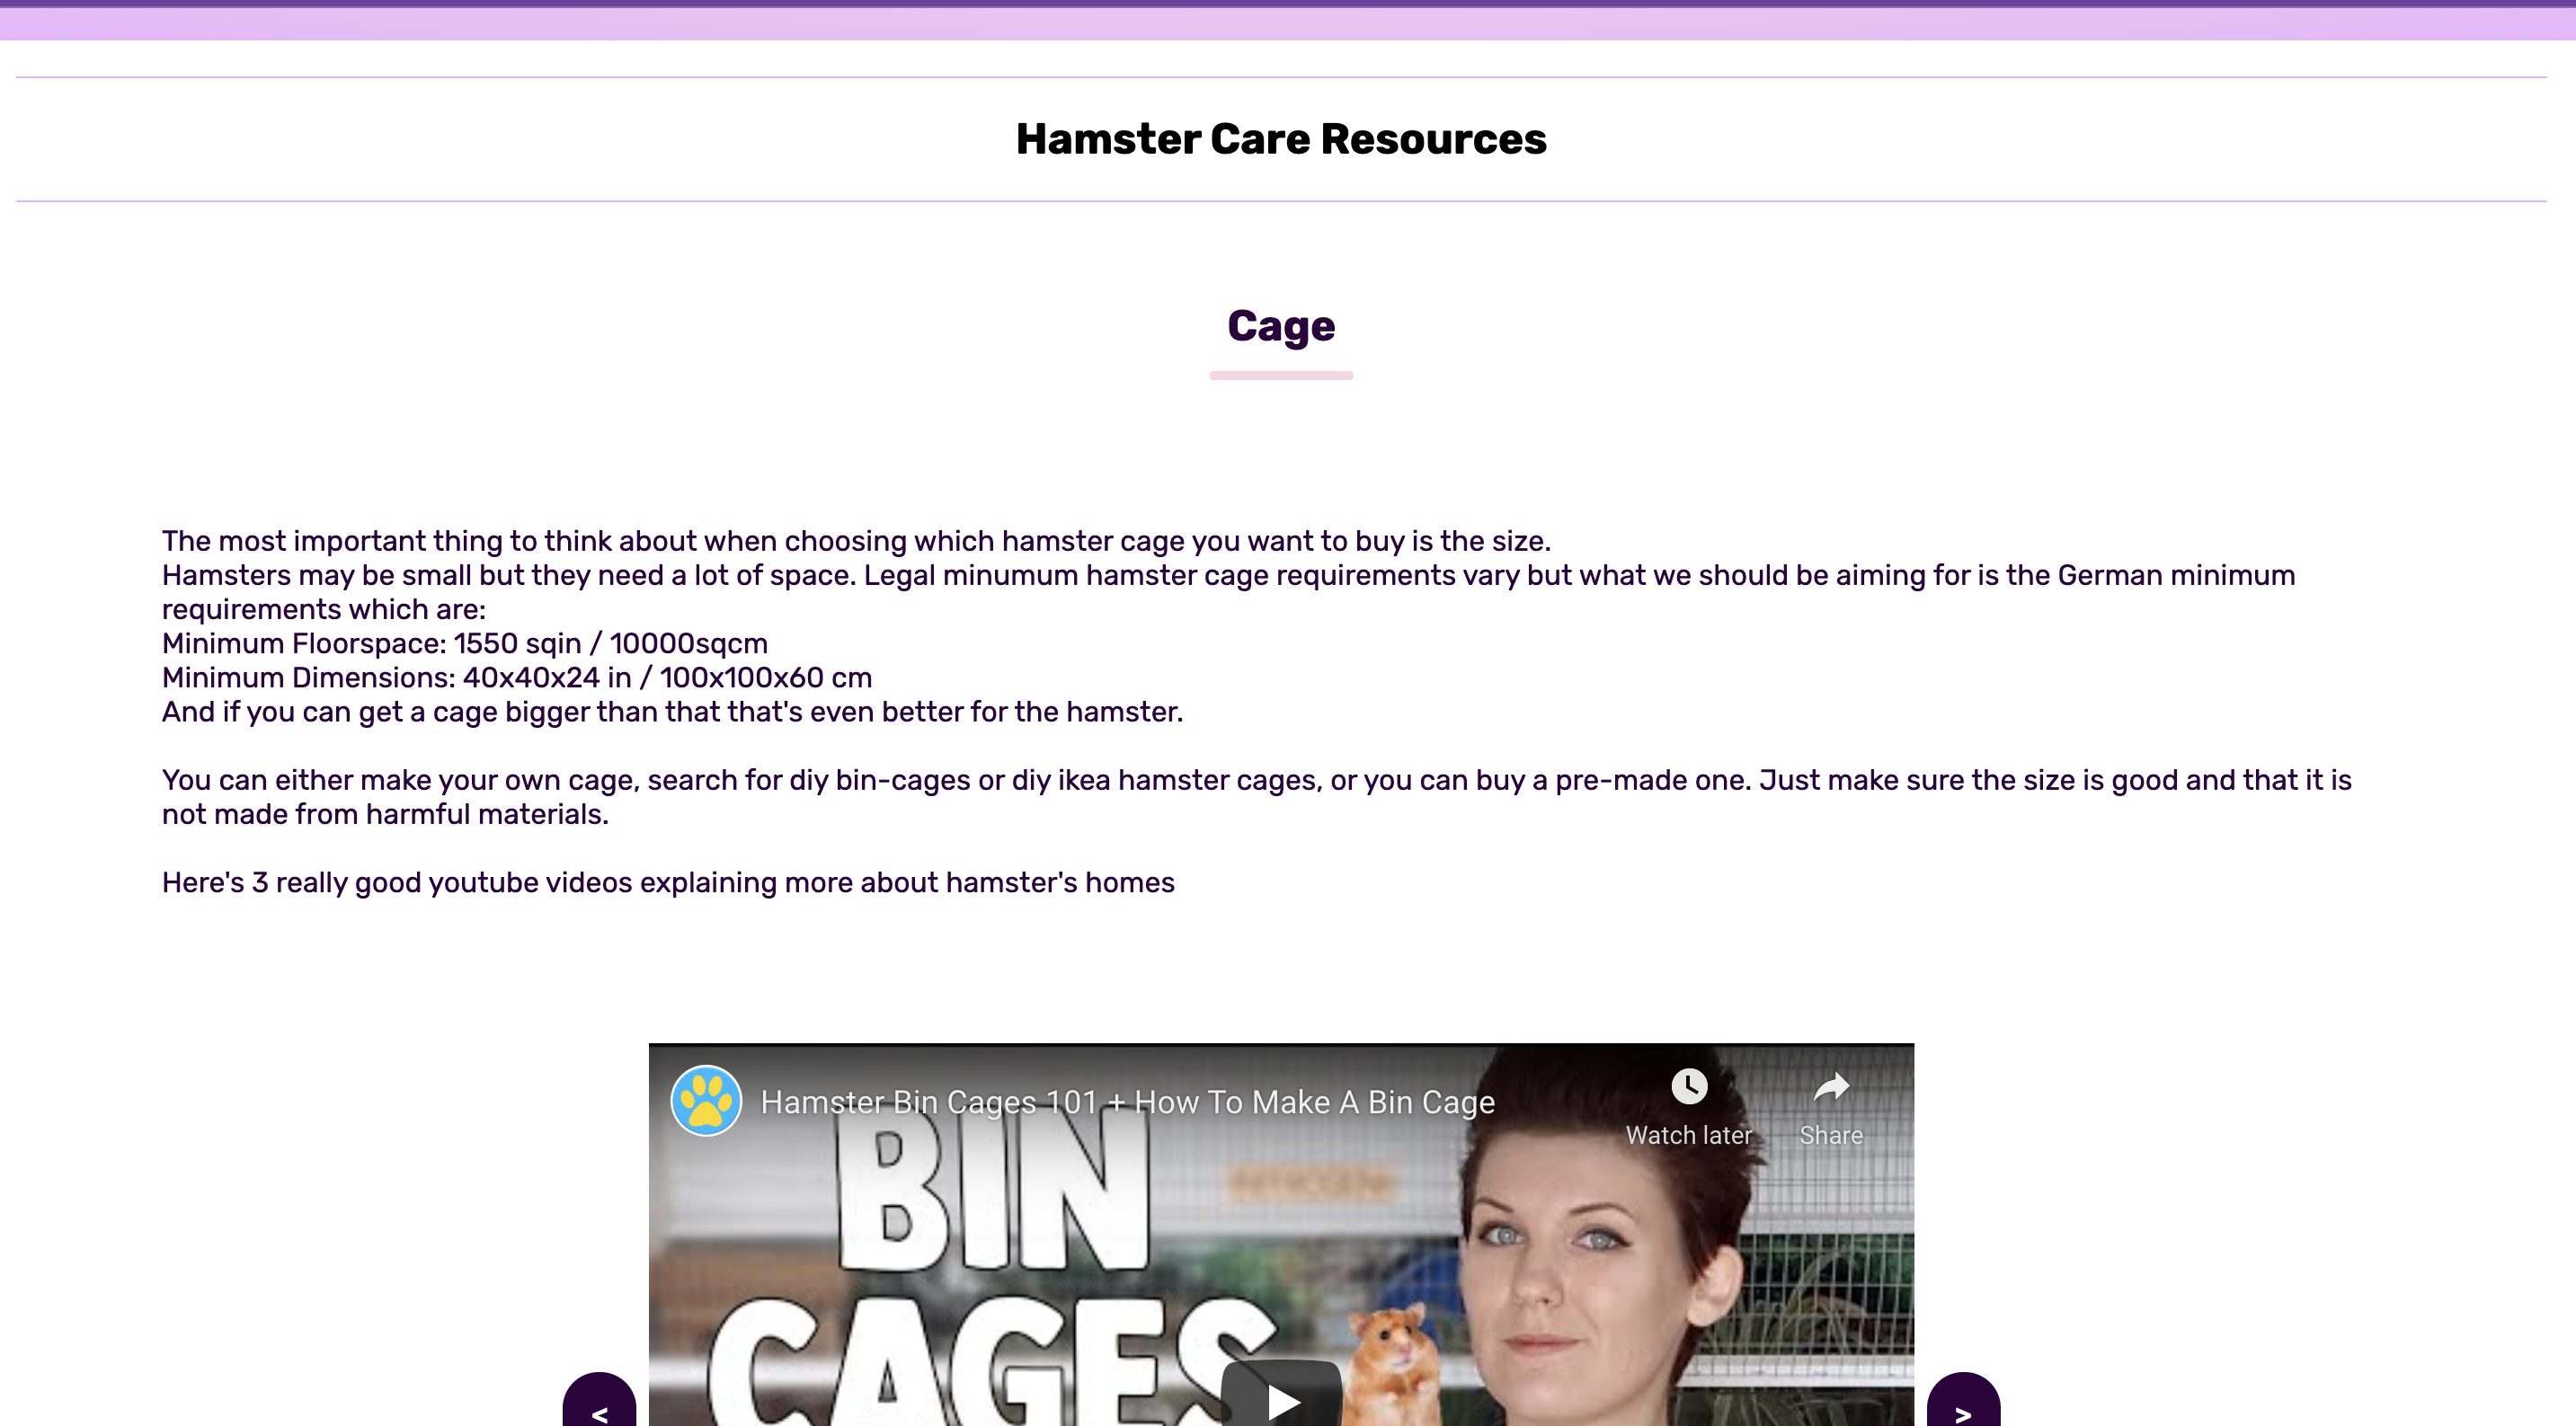 Hamster Care Resources
Cage
The most important thing to think about when choosing which hamster cage you want to buy is the size.
Hamsters may be small but they need a lot of space. Legal minumum hamster cage requirements vary but what we should be aiming for is the German minimum
requirements which are:
Minimum Floorspace: 1550 sqin / 10000sqcm
Minimum Dimensions: 40x40x24 in / 100x100x60 cm
And if you can get a cage bigger than that that's even better for the hamster.
You can either make your own cage, search for diy bin-cages or diy ikea hamster cages, or you can buy a pre-made one. Just make sure the size is good and that it is
not made from harmful materials.
Here's 3 really good youtube videos explaining more about hamster's homes
Hamster Bin Cages 101 + How To Make A Bin Cage
Watch later
Share
BIN
CAGES
<
>